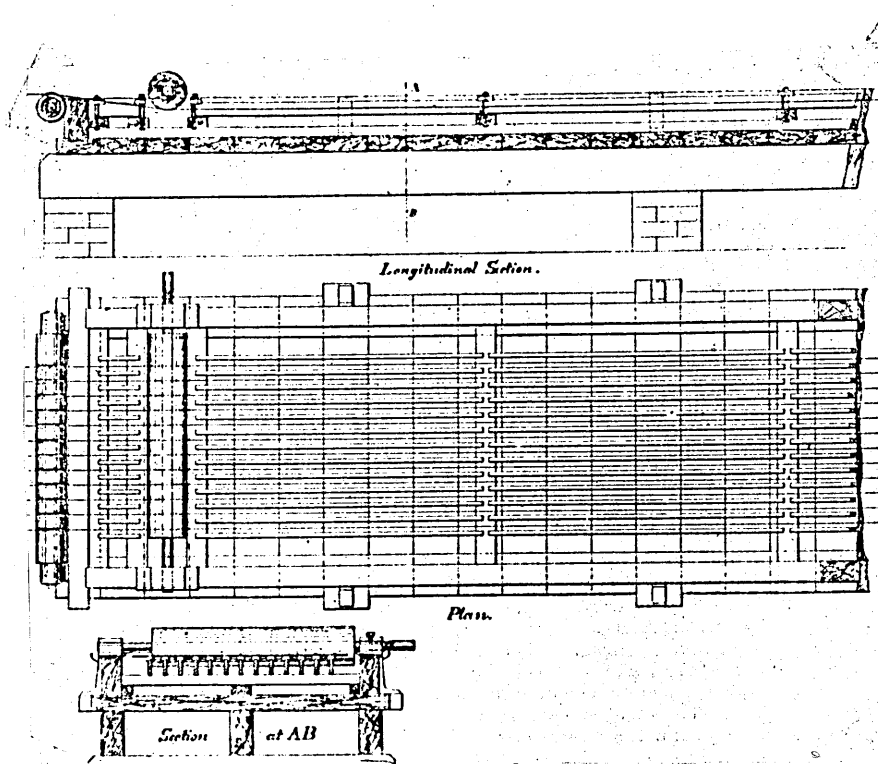 A
B
Longitudinal Section.
Plan.
Section at AB